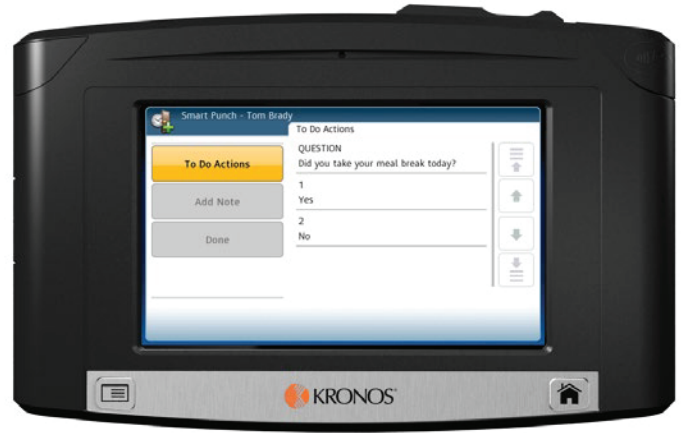 Smart Punch - Tom Brady
To Do Actions
To Do Actions
Add Note
Done
QUESTION
Did you take your meal break today?
1
Yes
2
No
KRONOS®